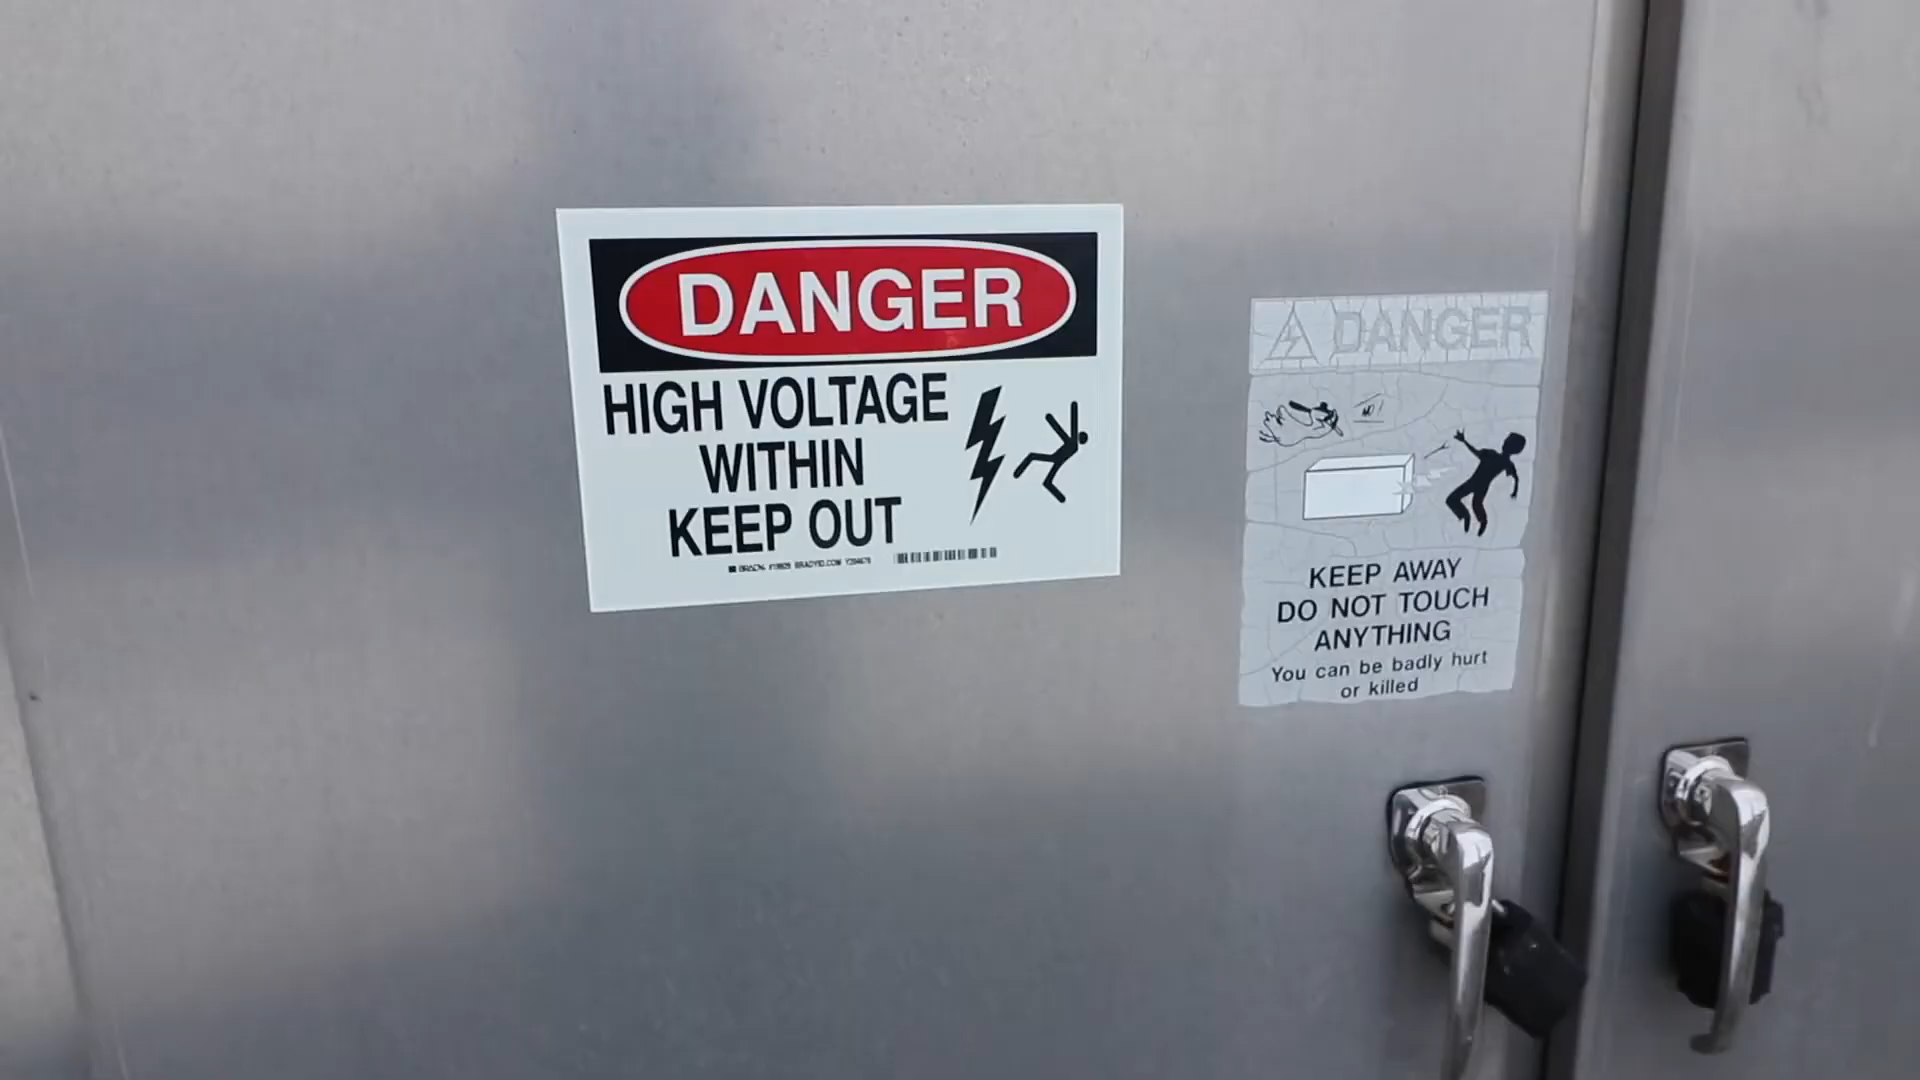 DANGER
HIGH VOLTAGE
WITHIN
KEEP OUT
DANGER
KEEP AWAY
DO NOT TOUCH
ANYTHING
You can be badly hurt
or killed